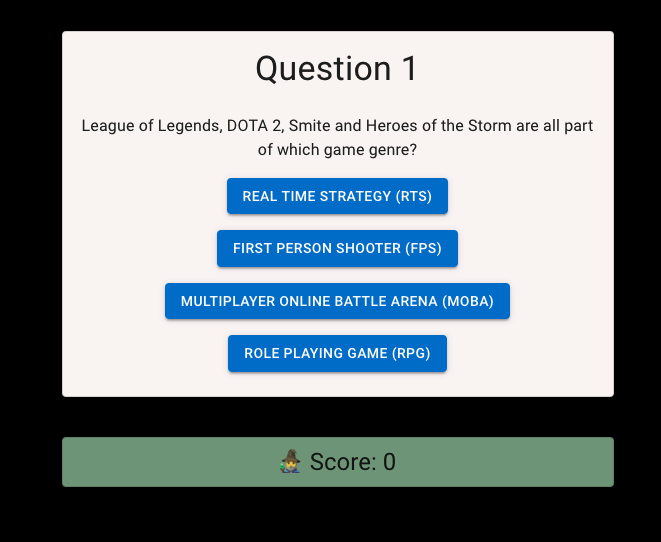 Question 1
League of Legends, DOTA 2, Smite and Heroes of the Storm are all part
of which game genre?
REAL TIME STRATEGY (RTS)
FIRST PERSON SHOOTER (FPS)
MULTIPLAYER ONLINE BATTLE ARENA (MOBA)
ROLE PLAYING GAME (RPG)
Score: 0